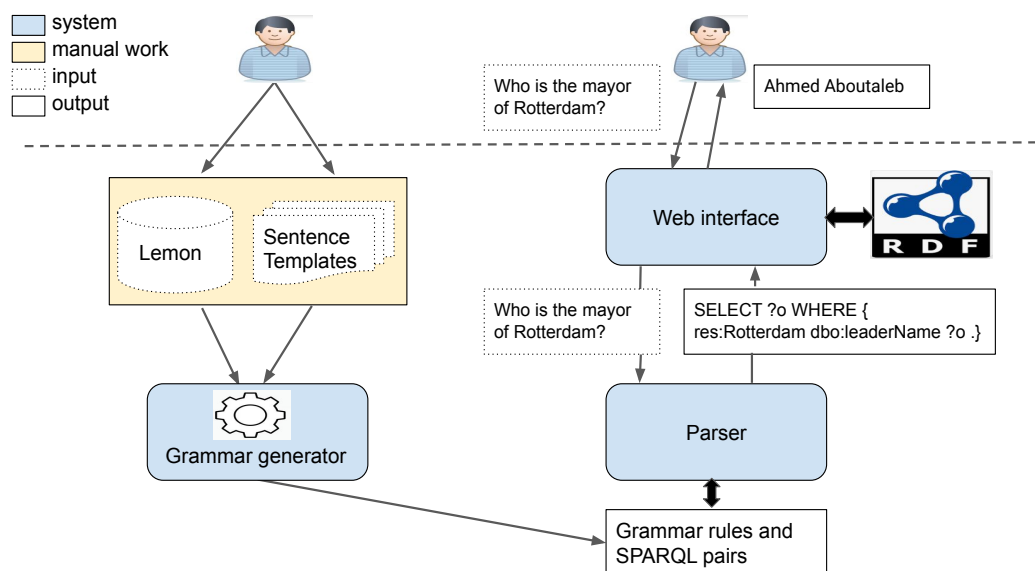 system
manual work
input
output
Who is the mayor
of Rotterdam?
Ahmed Aboutaleb
Lemon
Sentence
Templates
Web interface
R D F
Who is the mayor
of Rotterdam?
SELECT ?o WHERE {
res:Rotterdam dbo:leaderName ?o .}
Grammar generator
Parser
Grammar rules and
SPARQL pairs